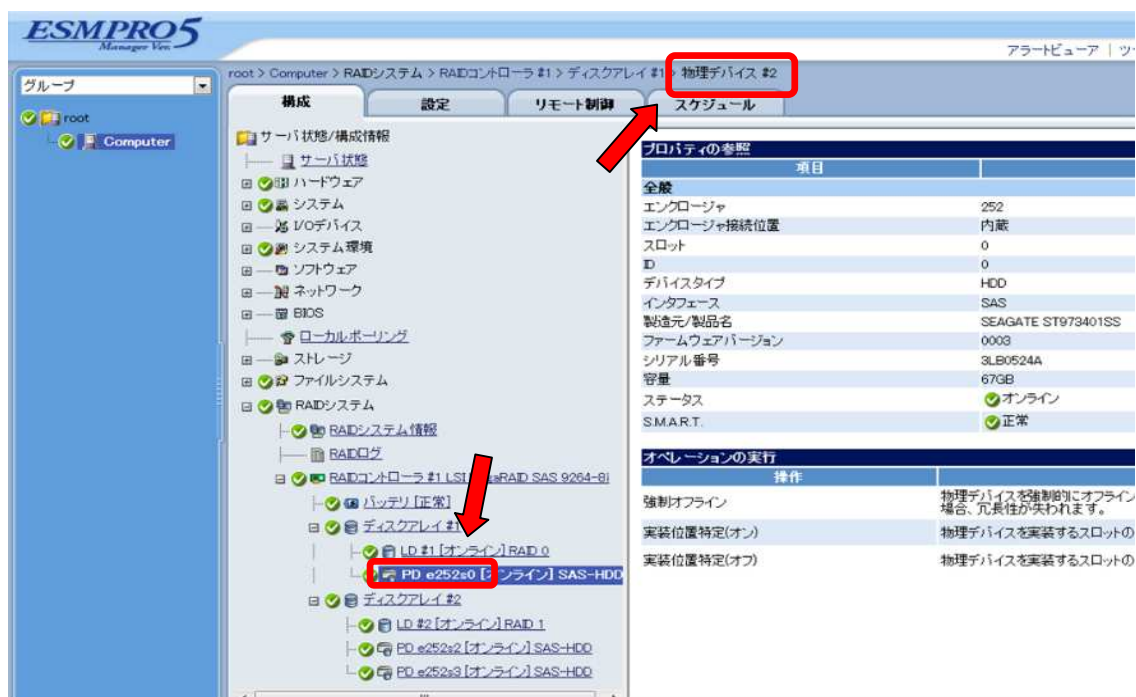 ESMPRO5
Manager Ver.
アラートビューア | ツ
グループ
root
Computer
root > Computer > RAIDシステム > RAIDコントローラ #1 > ディスクアレイ #1 > 物理デバイス #2
構成 設定 リモート制御 スケジュール
サーバ状態/構成情報
サーバ状態
ハードウェア
システム
I/Oデバイス
システム環境
ソフトウェア
ネットワーク
BIOS
ローカルポーリング
ストレージ
ファイルシステム
RAIDシステム
RAIDシステム情報
RAIDログ
RAIDコントローラ #1 LSI RAID SAS 9264-8i
バッテリ [正常]
ディスクアレイ #1
LD #1 [オンライン] RAID 0
PD e252s0 [オンライン] SAS-HDD
ディスクアレイ #2
LD #2 [オンライン] RAID 1
PD e252s2 [オンライン] SAS-HDD
PD e252s3 [オンライン] SAS-HDD
プロパティの参照
項目
全般
エンクロージャ 252
エンクロージャ接続位置 内蔵
スロット 0
ID 0
デバイスタイプ HDD
インタフェース SAS
製造元/製品名 SEAGATE ST973401SS
ファームウェアバージョン 0003
シリアル番号 3LB0524A
容量 67GB
ステータス オンライン
S.M.A.R.T. 正常
オペレーションの実行
操作
強制オフライン 物理デバイスを強制的にオフライン
場合、冗長性が失われます。
実装位置特定(オン) 物理デバイスを実装するスロットの
実装位置特定(オフ) 物理デバイスを実装するスロットの